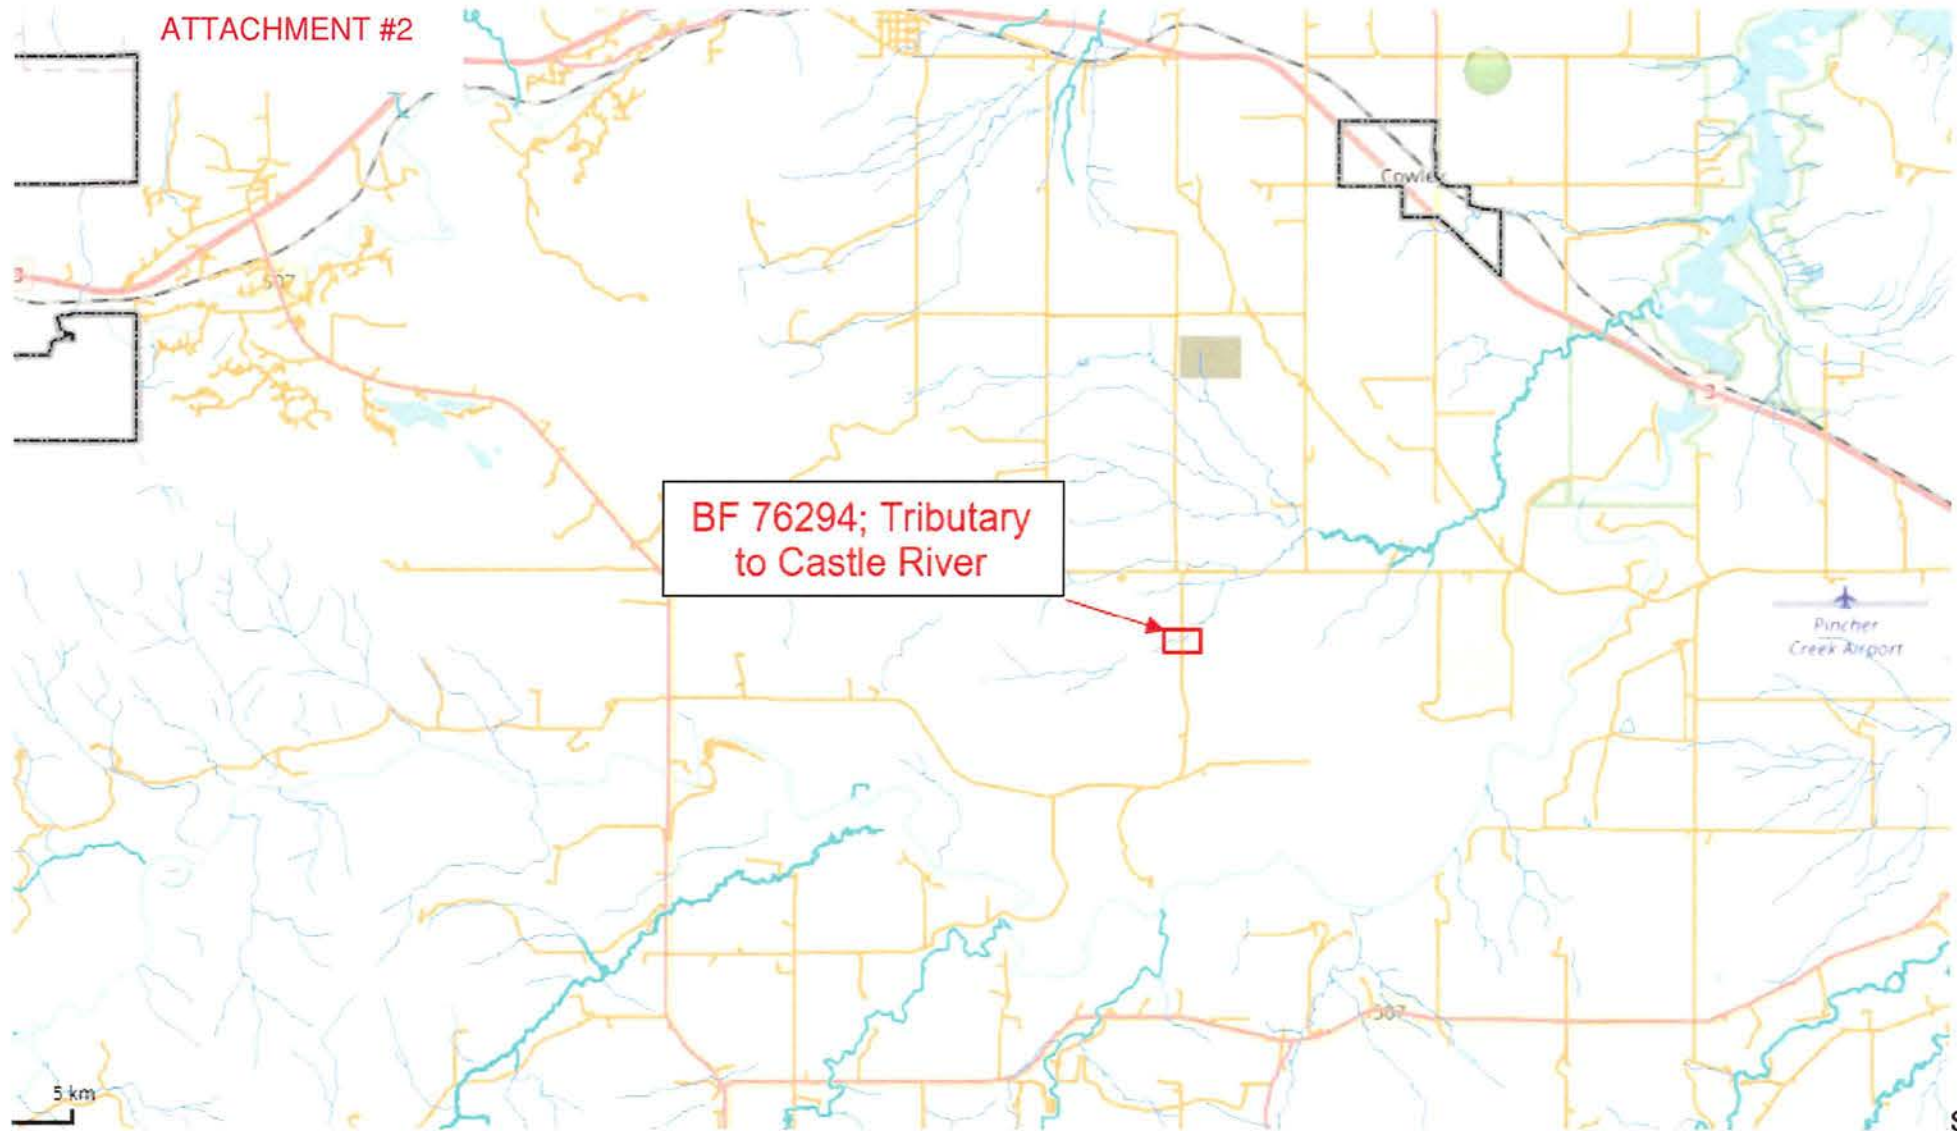 ATTACHMENT #2
Cowley
3
507
3
BF 76294; Tributary
to Castle River
Pincher
Creek Airport
507
5 km